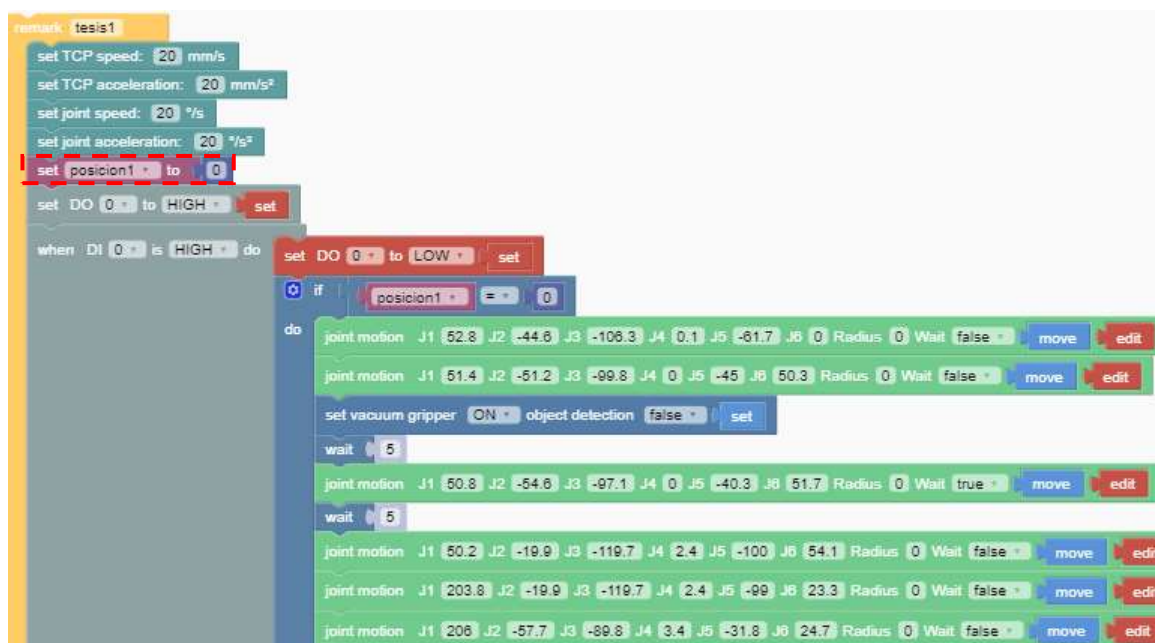 remark tesis1
set TCP speed: 20 mm/s
set TCP acceleration: 20 mm/s²
set joint speed: 20 °/s
set joint acceleration: 20 °/s²
set posicion1 to 0
set DO 0 to HIGH set
when DI 0 is HIGH do set DO 0 to LOW set
if posicion1 = 0
do joint motion J1 52.8 J2 -44.6 J3 -106.3 J4 0.1 J5 -61.7 J6 0 Radius 0 Wait false move edit
joint motion J1 51.4 J2 -51.2 J3 -99.8 J4 0 J5 -45 J6 50.3 Radius 0 Wait false move edit
set vacuum gripper ON object detection false set
wait 5
joint motion J1 50.8 J2 -54.6 J3 -97.1 J4 0 J5 -40.3 J6 51.7 Radius 0 Wait true move edit
wait 5
joint motion J1 50.2 J2 -19.9 J3 -119.7 J4 2.4 J5 -100 J6 54.1 Radius 0 Wait false move edi
joint motion J1 203.8 J2 -19.9 J3 -119.7 J4 2.4 J5 -99 J6 23.3 Radius 0 Wait false move edi
joint motion J1 206 J2 -57.7 J3 -89.8 J4 3.4 J5 -31.8 J6 24.7 Radius 0 Wait false move edit